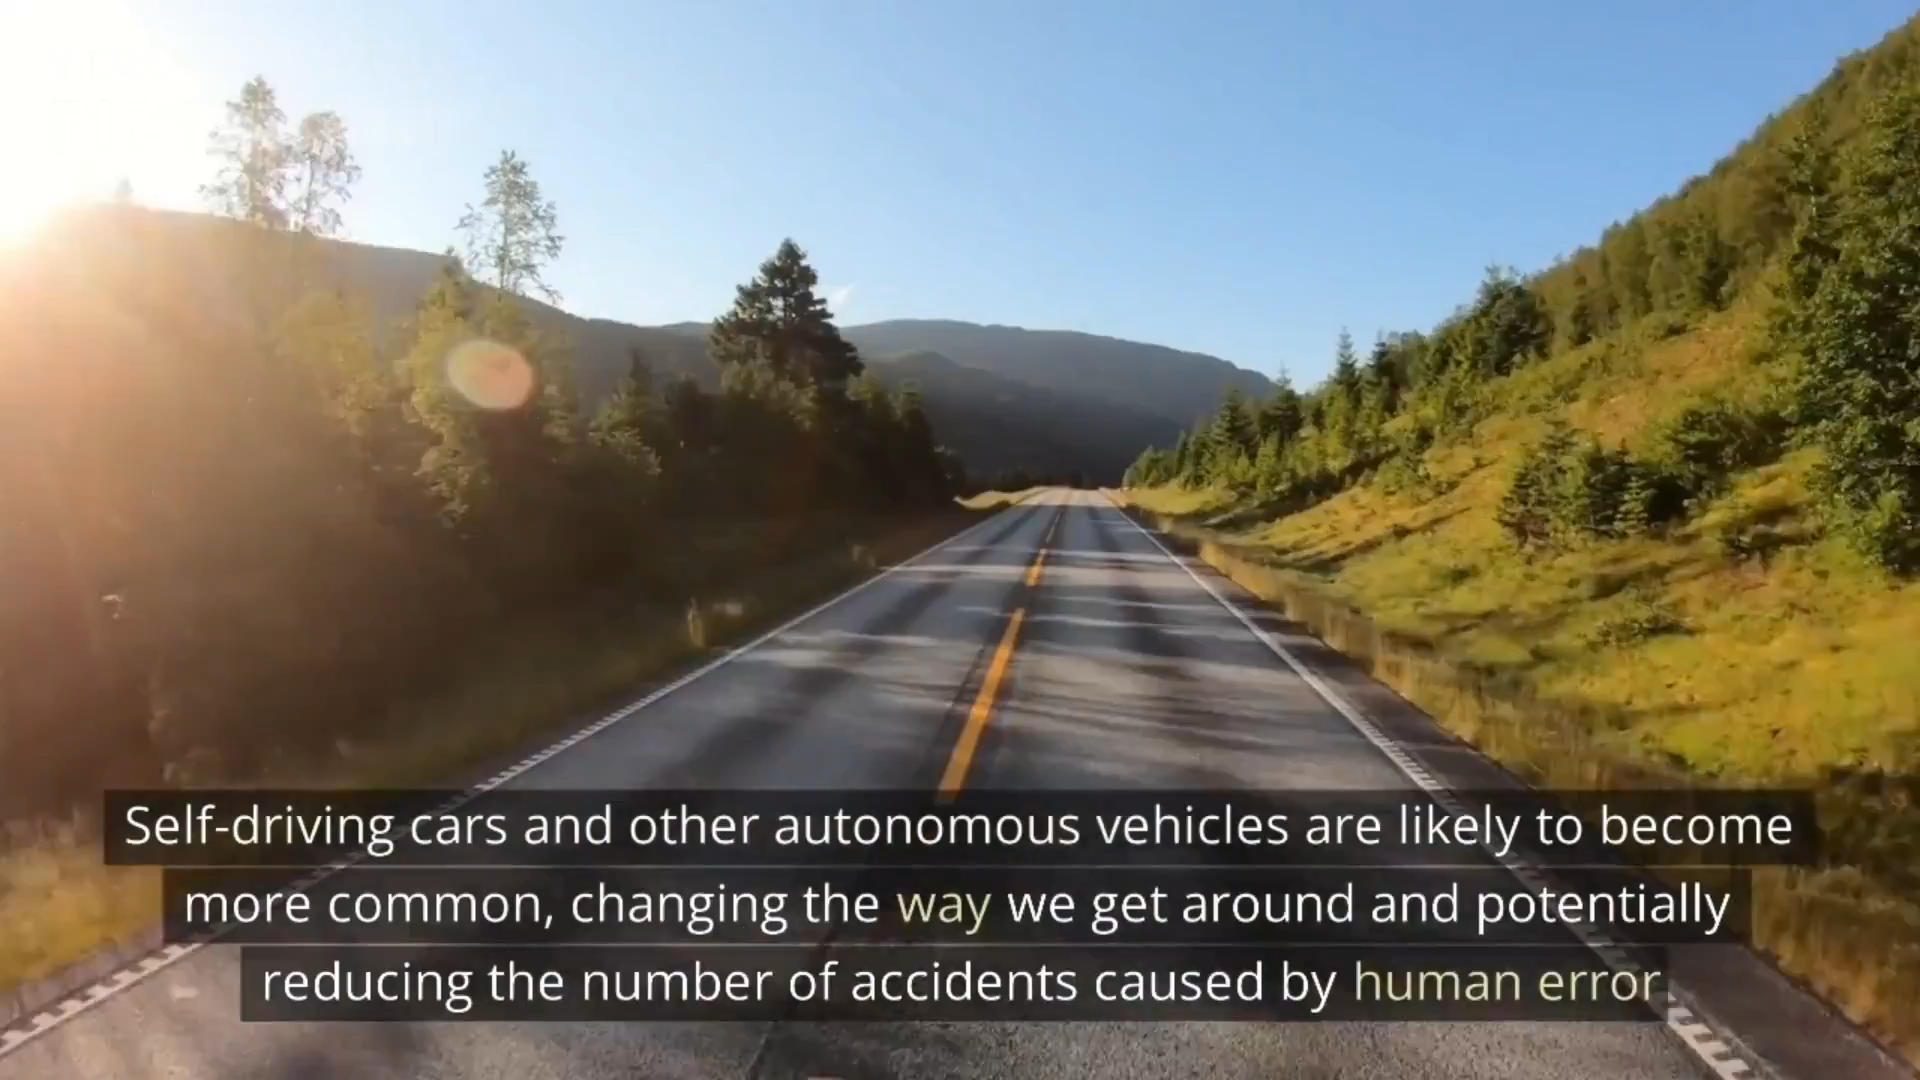 Self-driving cars and other autonomous vehicles are likely to become
more common, changing the way we get around and potentially
reducing the number of accidents caused by human error